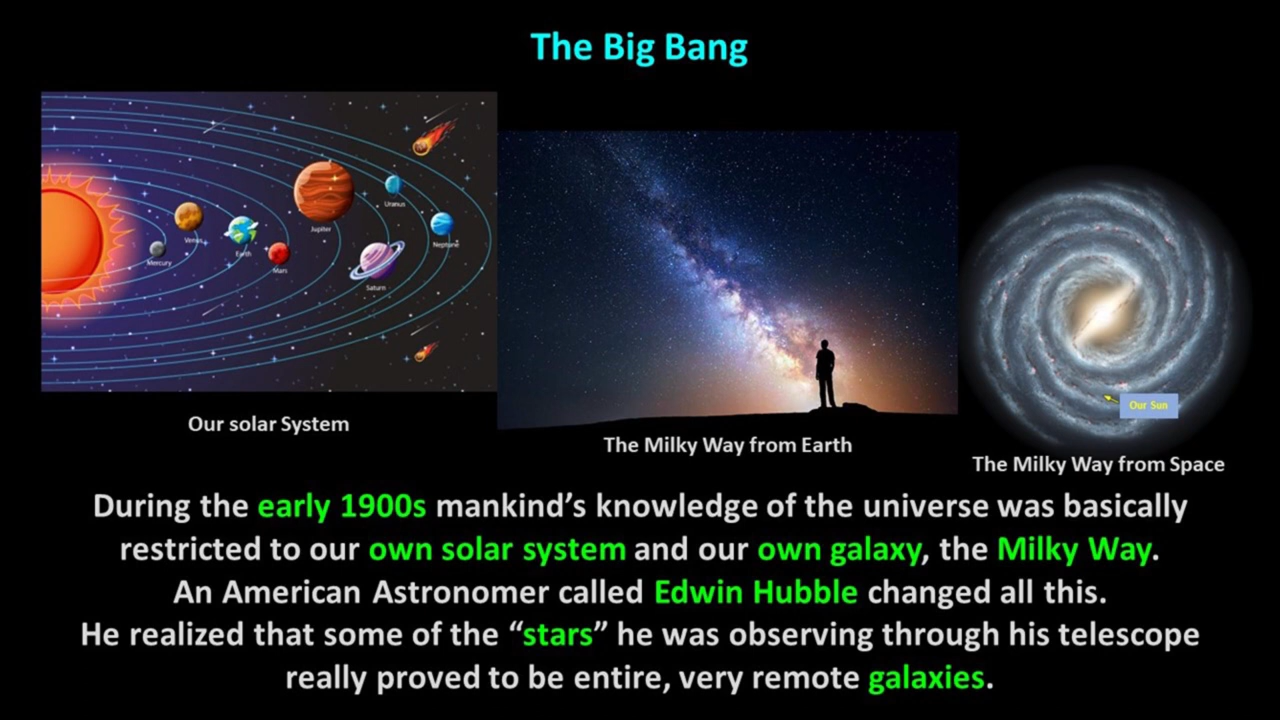 The Big Bang
Mercury
Venus
Earth
Mars
Jupiter
Saturn
Uranus
Neptune
Our Sun
Our solar System
The Milky Way from Earth
The Milky Way from Space
During the early 1900s mankind’s knowledge of the universe was basically
restricted to our own solar system and our own galaxy, the Milky Way.
An American Astronomer called Edwin Hubble changed all this.
He realized that some of the “stars” he was observing through his telescope
really proved to be entire, very remote galaxies.